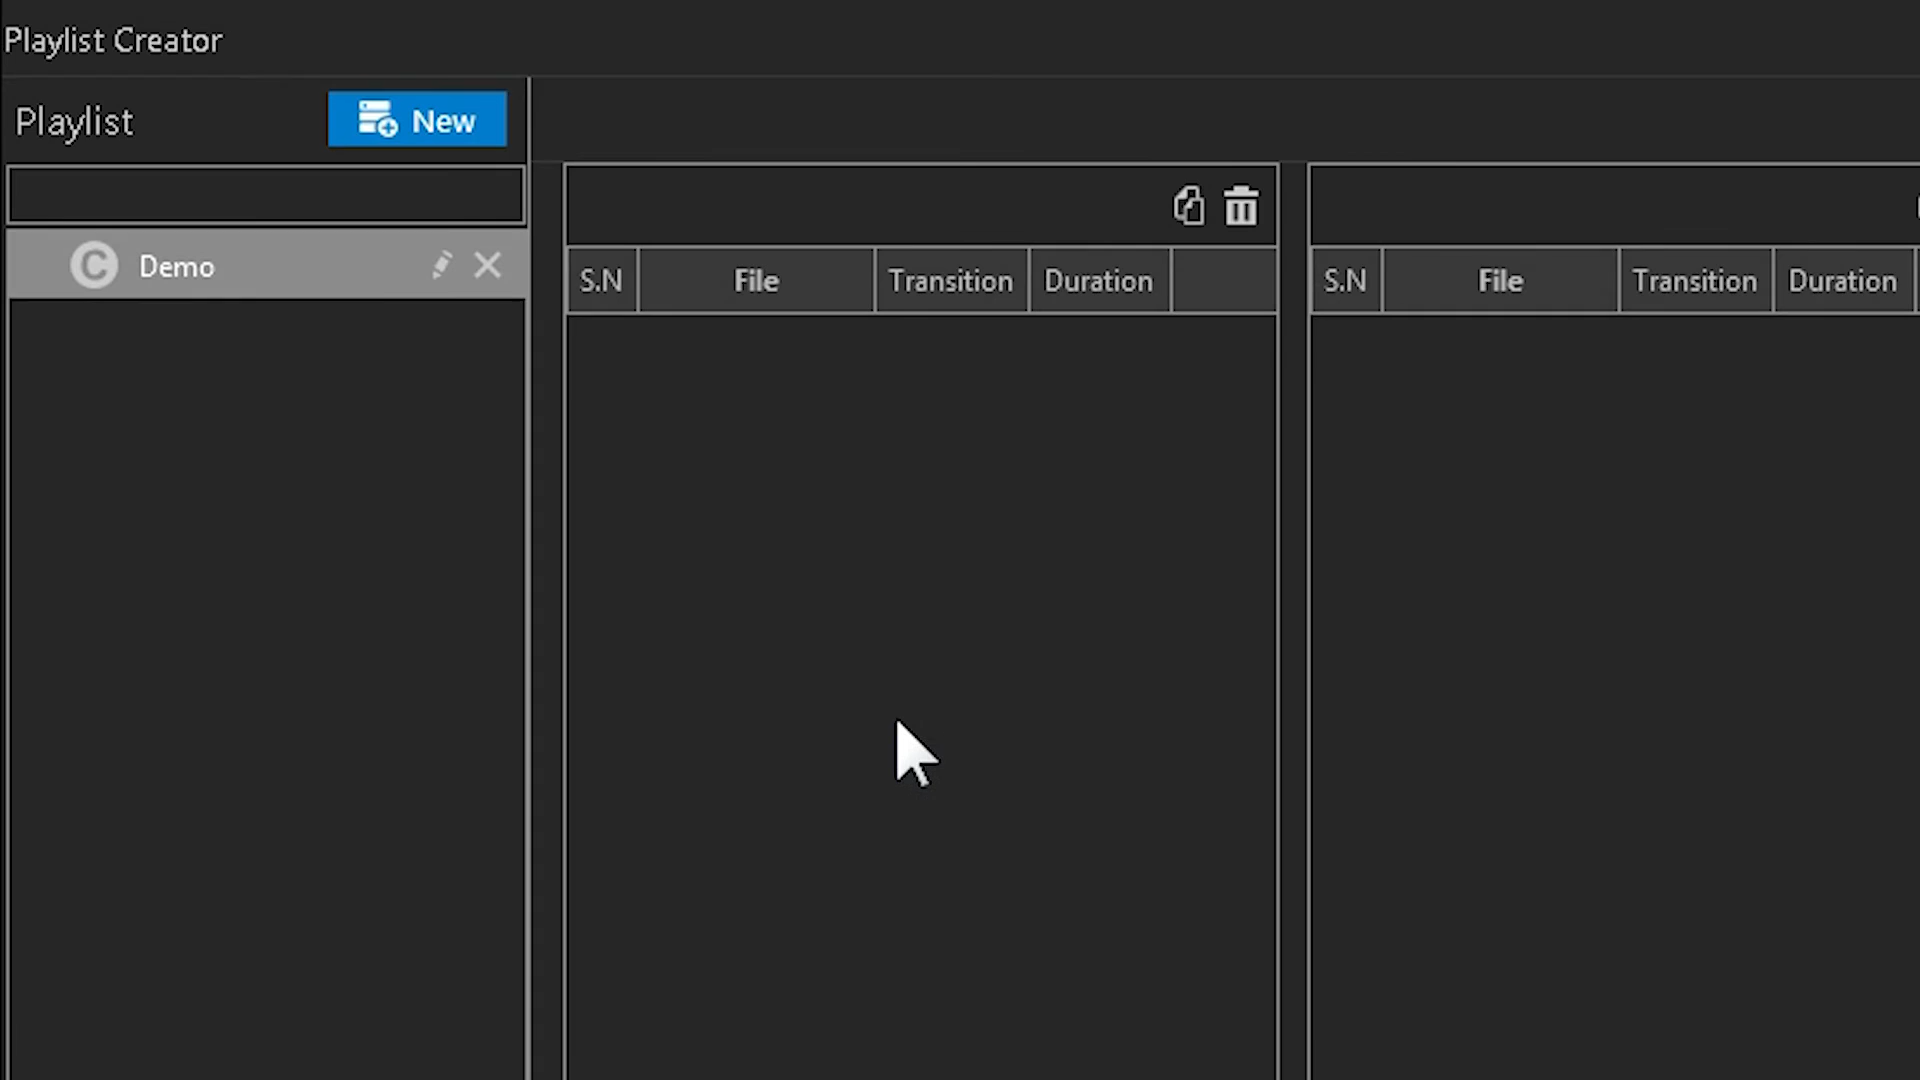 Playlist Creator
Playlist
New
C Demo
S.N File Transition Duration
S.N File Transition Duration